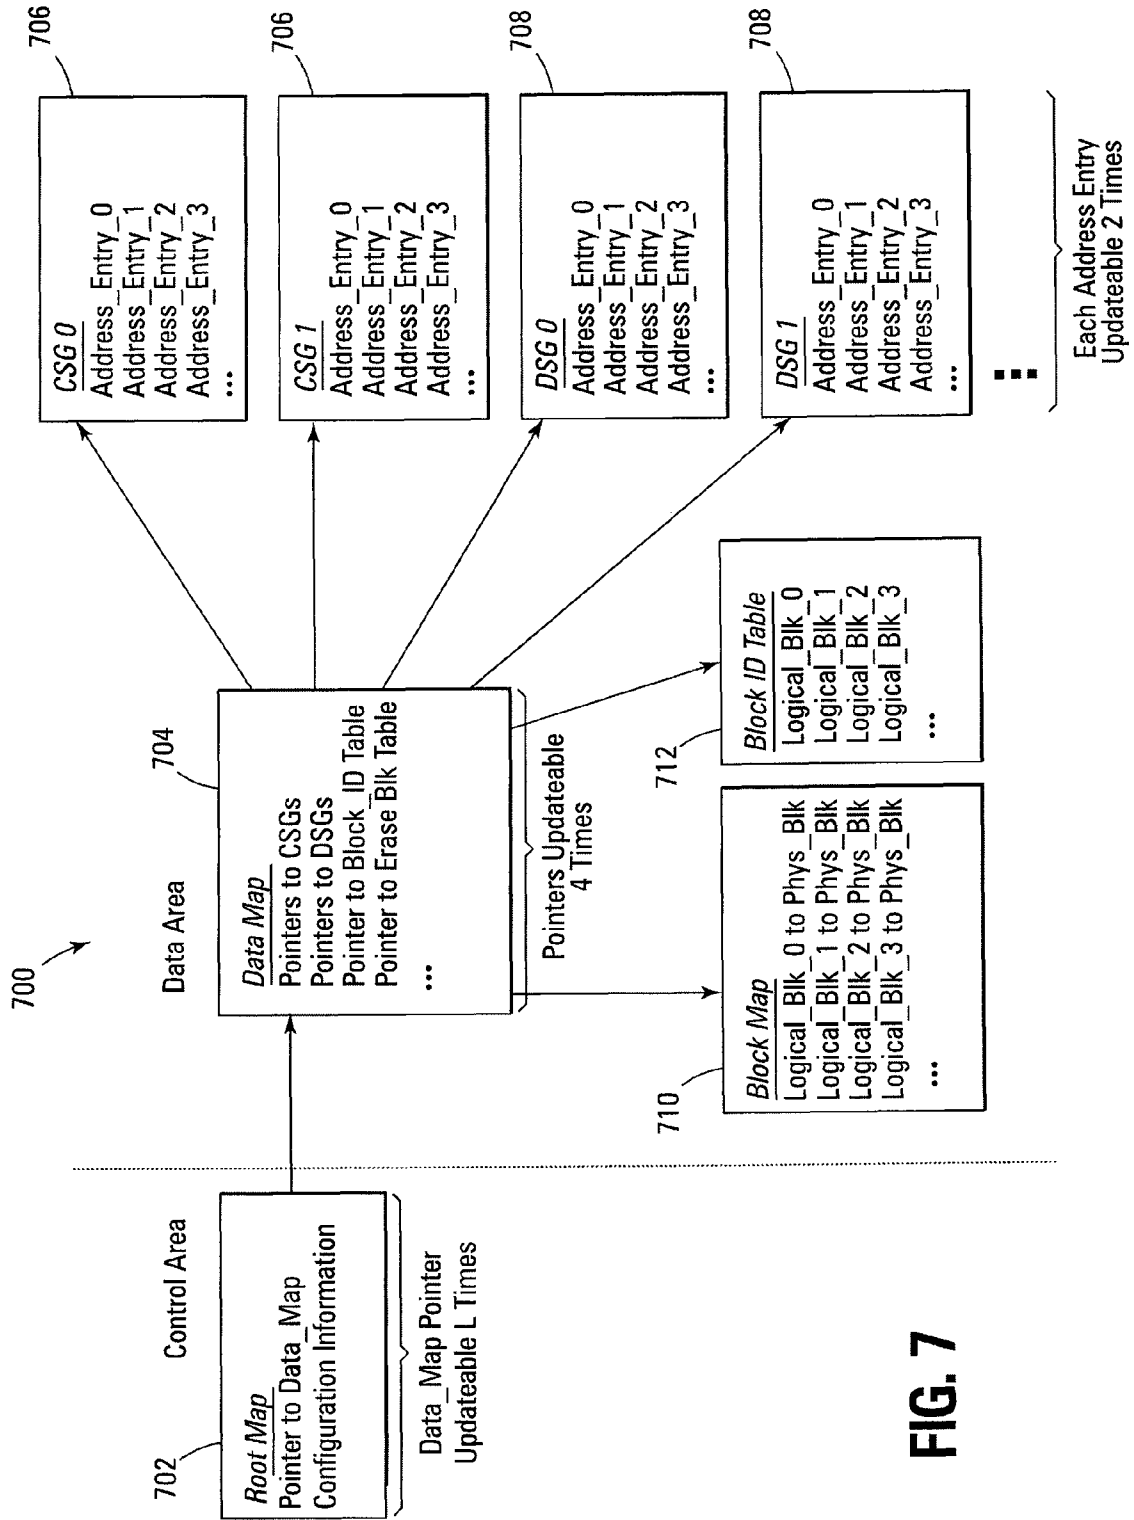 700
Control Area
Data Area
702
Root Map
Pointer to Data_Map
Configuration Information
Data_Map Pointer
Updateable L Times
704
Data Map
Pointers to CSGs
Pointers to DSGs
Pointer to Block_ID Table
Pointer to Erase Blk Table
...
Pointers Updateable
4 Times
706
CSG 0
Address_Entry_0
Address_Entry_1
Address_Entry_2
Address_Entry_3
...
706
CSG 1
Address_Entry_0
Address_Entry_1
Address_Entry_2
Address_Entry_3
...
708
DSG 0
Address_Entry_0
Address_Entry_1
Address_Entry_2
Address_Entry_3
...
708
DSG 1
Address_Entry_0
Address_Entry_1
Address_Entry_2
Address_Entry_3
...
Each Address Entry
Updateable 2 Times
710
Block Map
Logical_Blk_0 to Phys_Blk
Logical_Blk_1 to Phys_Blk
Logical_Blk_2 to Phys_Blk
Logical_Blk_3 to Phys_Blk
...
712
Block ID Table
Logical_Blk_0
Logical_Blk_1
Logical_Blk_2
Logical_Blk_3
...
FIG. 7